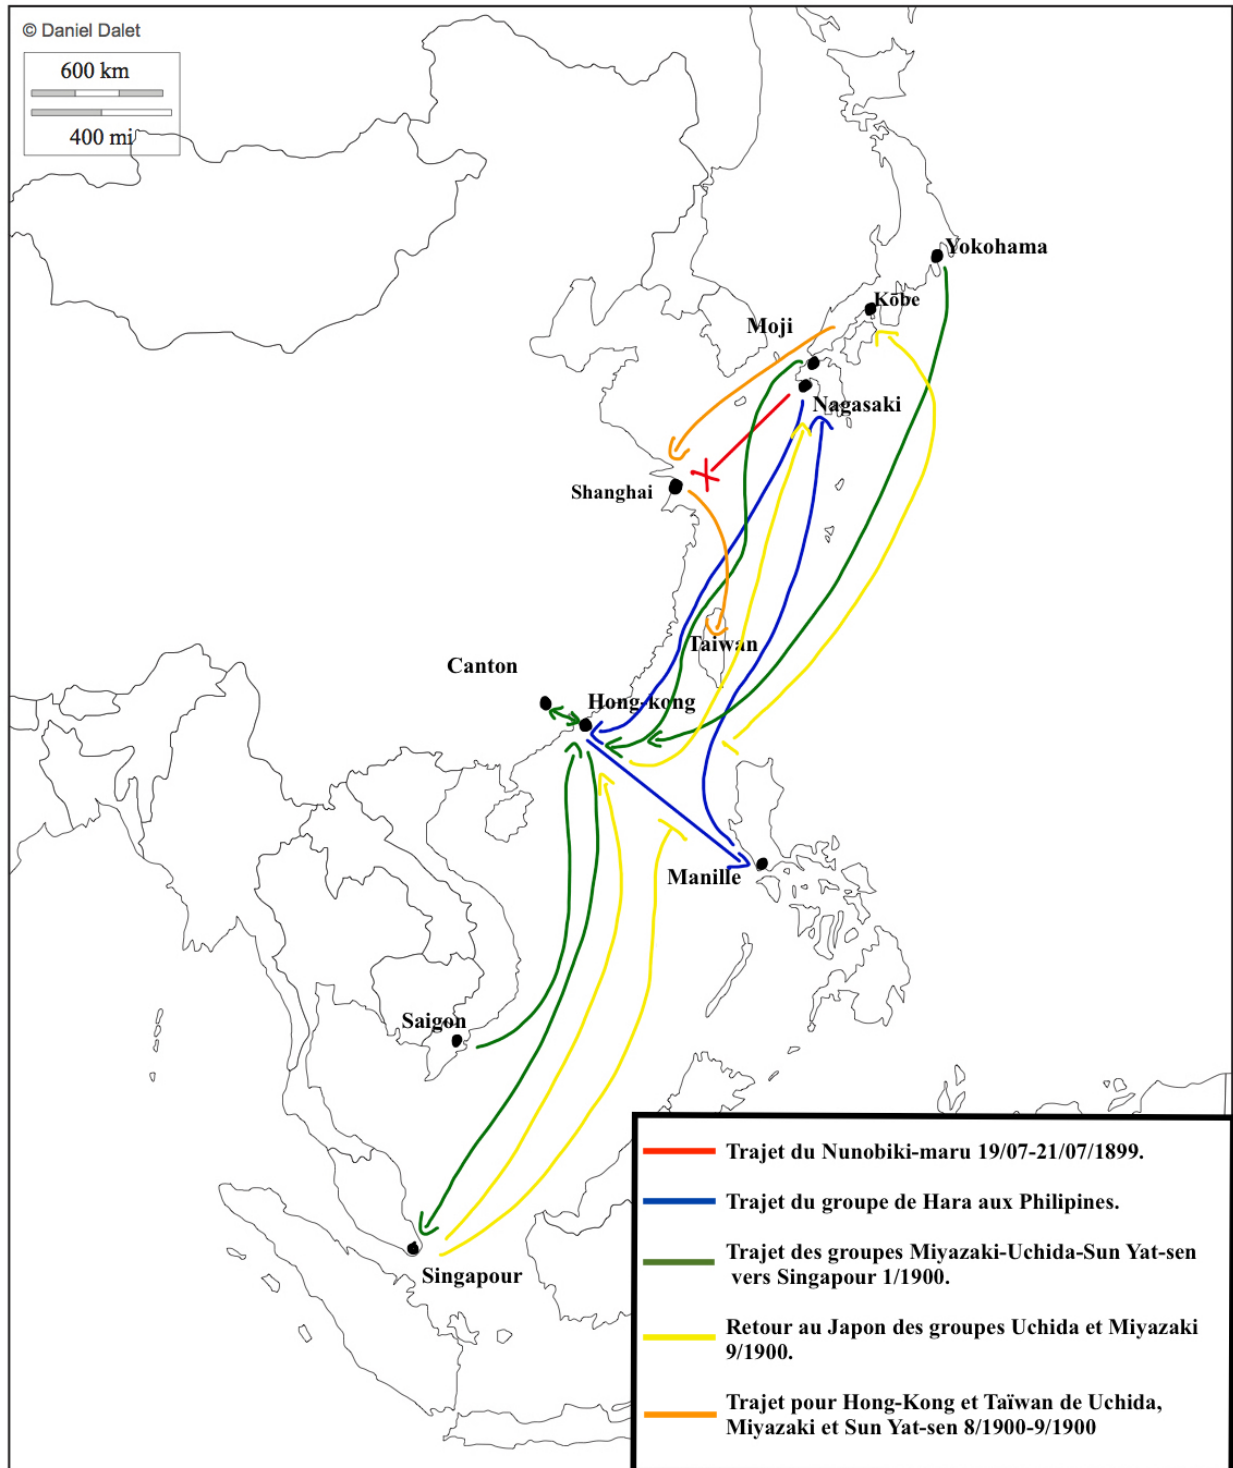 © Daniel Dalet
600 km
400 mi
Yokohama
Kōbe
Moji
Nagasaki
Shanghai
Taiwan
Canton
Hong-kong
Manille
Saigon
Singapour
Trajet du Nunobiki-maru 19/07-21/07/1899.
Trajet du groupe de Hara aux Philipines.
Trajet des groupes Miyazaki-Uchida-Sun Yat-sen
vers Singapour 1/1900.
Retour au Japon des groupes Uchida et Miyazaki
9/1900.
Trajet pour Hong-Kong et Taïwan de Uchida,
Miyazaki et Sun Yat-sen 8/1900-9/1900